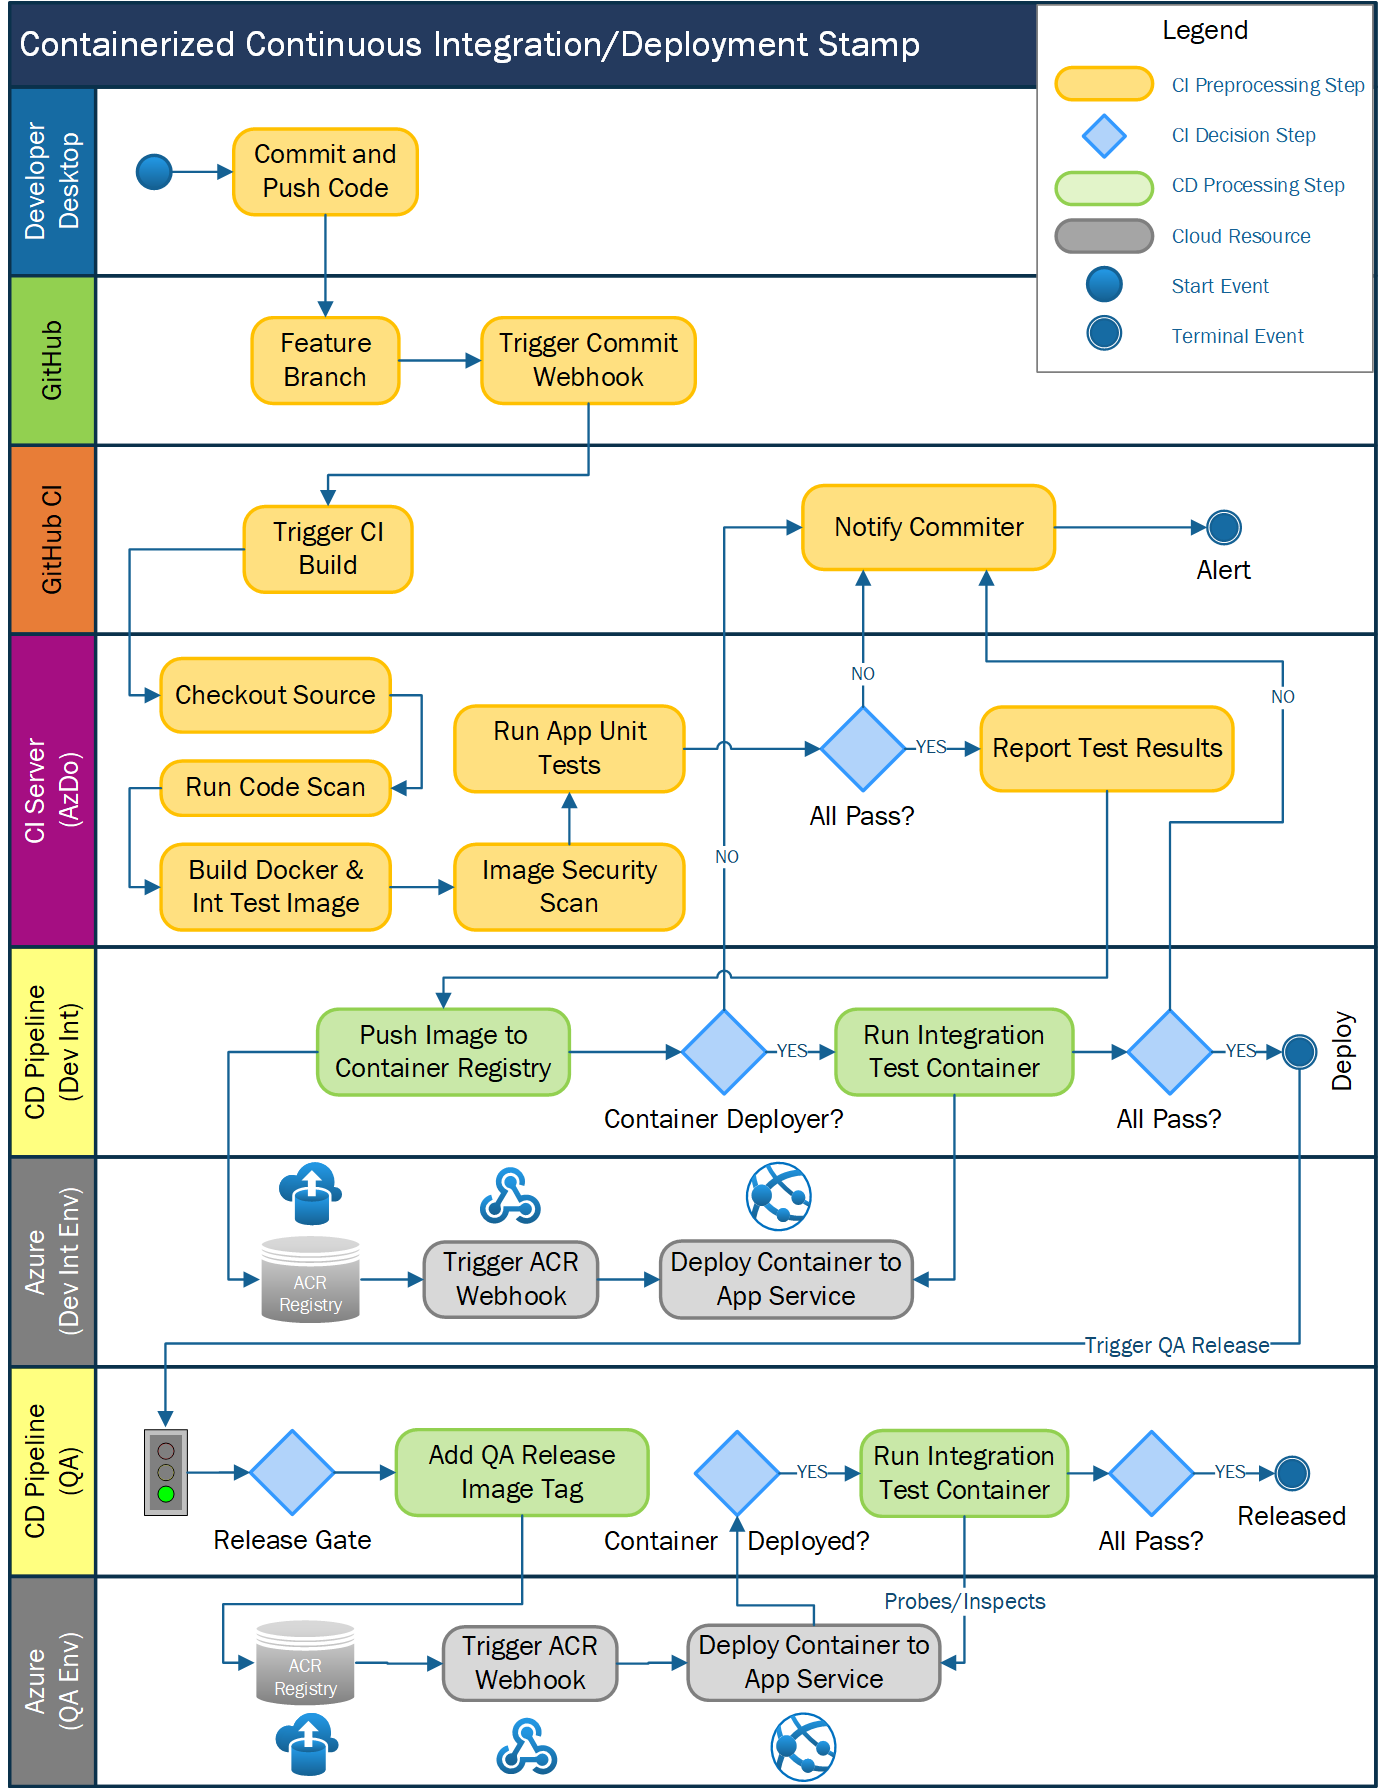 Containerized Continuous Integration/Deployment Stamp
Legend
CI Preprocessing Step
CI Decision Step
CD Processing Step
Cloud Resource
Start Event
Terminal Event
Developer
Desktop
Commit and
Push Code
GitHub
Feature
Branch
Trigger Commit
Webhook
GitHub CI
Trigger CI
Build
Notify Commiter
Alert
CI Server
(AzDo)
Checkout Source
Run Code Scan
Build Docker &
Int Test Image
Image Security
Scan
Run App Unit
Tests
NO
All Pass?
YES
Report Test Results
NO
NO
CD Pipeline
(Dev Int)
Push Image to
Container Registry
Container Deployer?
YES
Run Integration
Test Container
All Pass?
YES
Deploy
Azure
(Dev Int Env)
ACR
Registry
Trigger ACR
Webhook
Deploy Container to
App Service
Trigger QA Release
CD Pipeline
(QA)
Release Gate
Add QA Release
Image Tag
Container Deployed?
YES
Run Integration
Test Container
All Pass?
YES
Released
Azure
(QA Env)
ACR
Registry
Trigger ACR
Webhook
Deploy Container to
App Service
Probes/Inspects